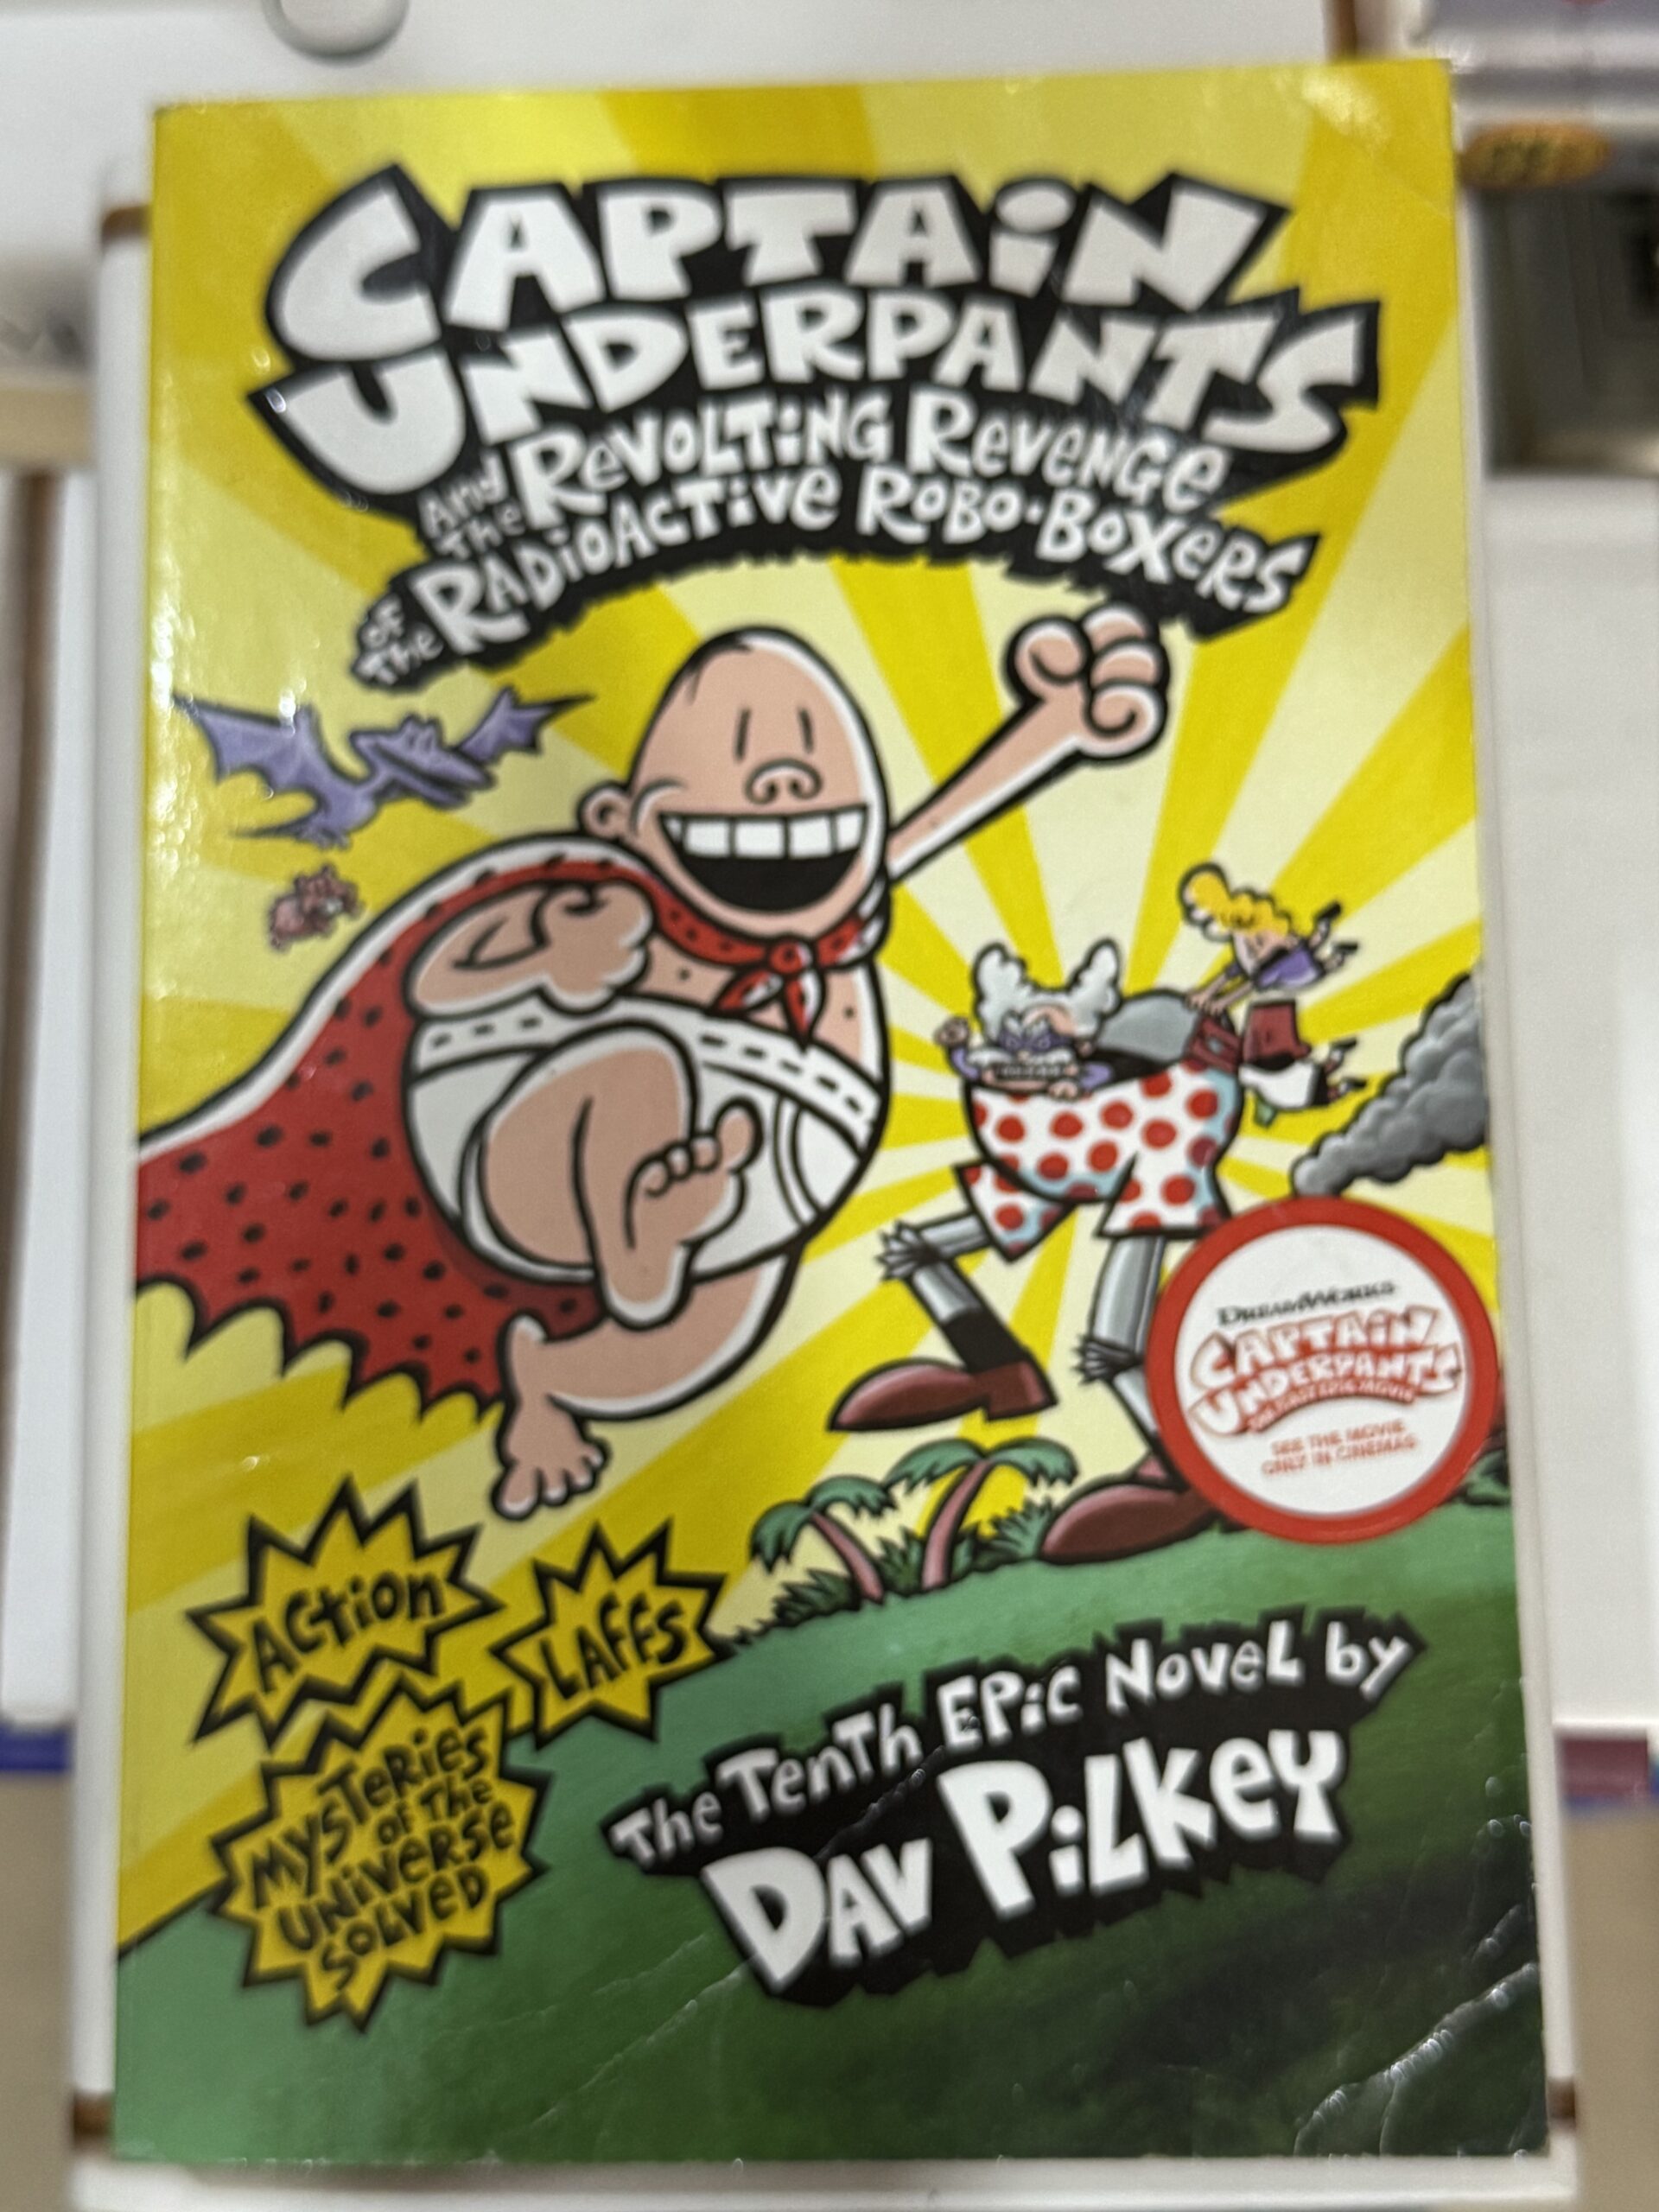 CAPTAiN
UNDERPANTS
And the REVOLTiNG REVENGE
of the RADiOACTiVE ROBO-BOXERS
DREAMWORKS
CAPTAiN
UNDERPANTS
SEE THE MOVIE
ONLY IN CINEMAS
ACTion
LAFFS
MYSTERiES
of The
UNiVERSE
SOLVED
The TenTh EPiC NoVeL by
DAV PiLKEY